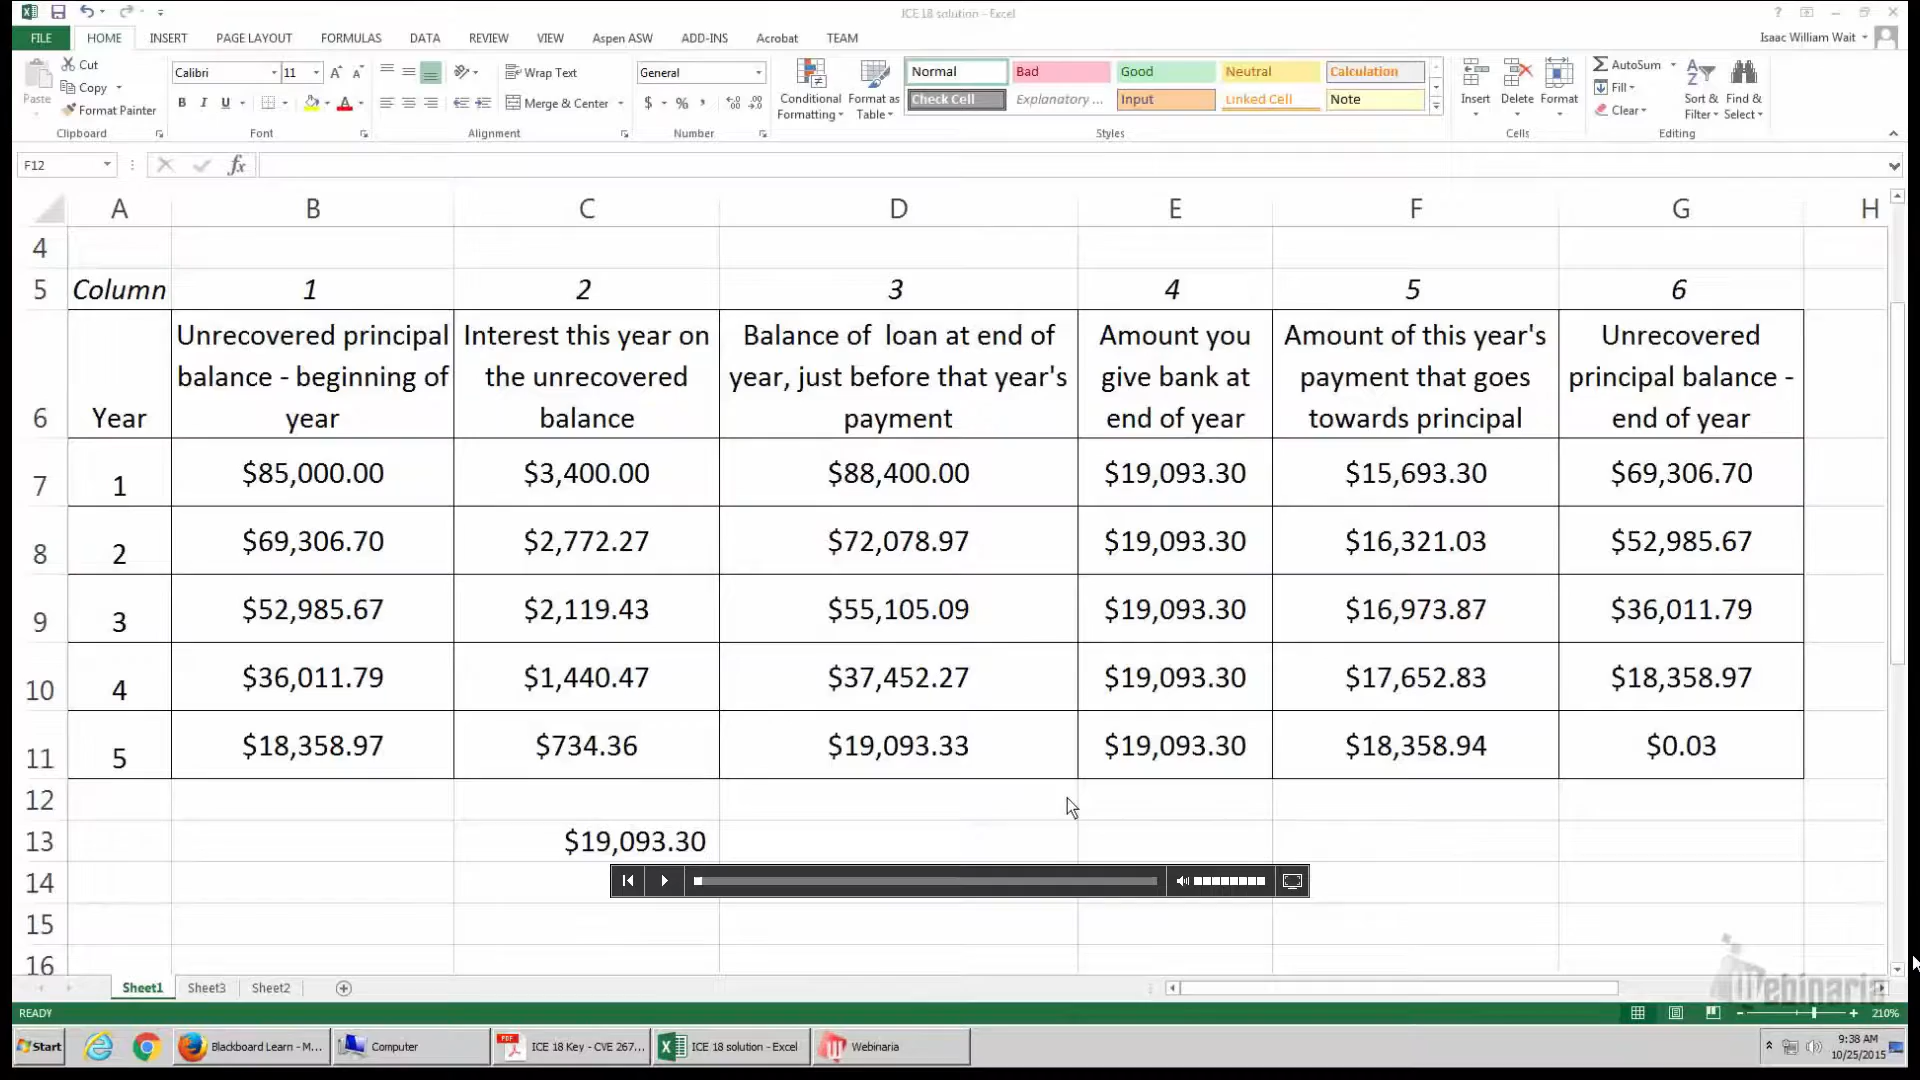 JCE 18 solution - Excel
FILE HOME INSERT PAGE LAYOUT FORMULAS DATA REVIEW VIEW Aspen ASW ADD-INS Acrobat TEAM Isaac William Wait
Cut
Copy
Format Painter
Paste
Calibri 11
B I U
Wrap Text
Merge & Center
General
$ % ,
Conditional Formatting
Format as Table
Normal Bad Good Neutral Calculation
Check Cell Explanatory ... Input Linked Cell Note
Insert Delete Format
AutoSum
Fill
Clear
Sort & Filter
Find & Select
Clipboard Font Alignment Number Styles Cells Editing
F12 fx
A B C D E F G H
4
5 Column 1 2 3 4 5 6
6 Year Unrecovered principal balance - beginning of year Interest this year on the unrecovered balance Balance of loan at end of year, just before that year's payment Amount you give bank at end of year Amount of this year's payment that goes towards principal Unrecovered principal balance - end of year
7 1 $85,000.00 $3,400.00 $88,400.00 $19,093.30 $15,693.30 $69,306.70
8 2 $69,306.70 $2,772.27 $72,078.97 $19,093.30 $16,321.03 $52,985.67
9 3 $52,985.67 $2,119.43 $55,105.09 $19,093.30 $16,973.87 $36,011.79
10 4 $36,011.79 $1,440.47 $37,452.27 $19,093.30 $17,652.83 $18,358.97
11 5 $18,358.97 $734.36 $19,093.33 $19,093.30 $18,358.94 $0.03
12
13 $19,093.30
14
15
16
Webinaria
Sheet1 Sheet3 Sheet2
READY 210%
Start Blackboard Learn - M... Computer ICE 18 Key - CVE 267... ICE 18 solution - Excel Webinaria 9:38 AM
10/25/2015